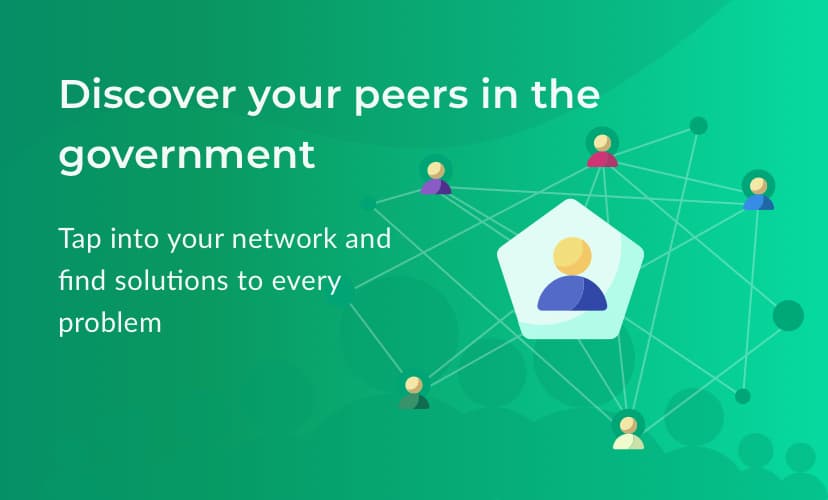 Discover your peers in the
government
Tap into your network and
find solutions to every
problem